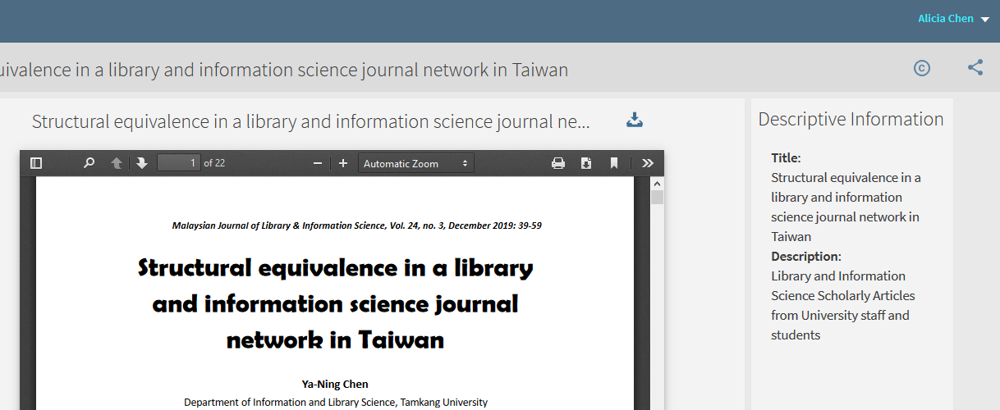 Alicia Chen
uivalence in a library and information science journal network in Taiwan
©
Structural equivalence in a library and information science journal ne...
1 of 22
Automatic Zoom
Malaysian Journal of Library & Information Science, Vol. 24, no. 3, December 2019: 39-59
Structural equivalence in a library
and information science journal
network in Taiwan
Ya-Ning Chen
Department of Information and Library Science, Tamkang University
Descriptive Information
Title:
Structural equivalence in a
library and information
science journal network in
Taiwan
Description:
Library and Information
Science Scholarly Articles
from University staff and
students